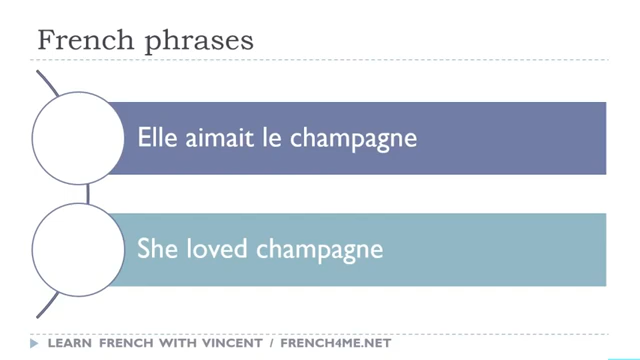 French phrases
Elle aimait le champagne
She loved champagne
LEARN FRENCH WITH VINCENT / FRENCH4ME.NET